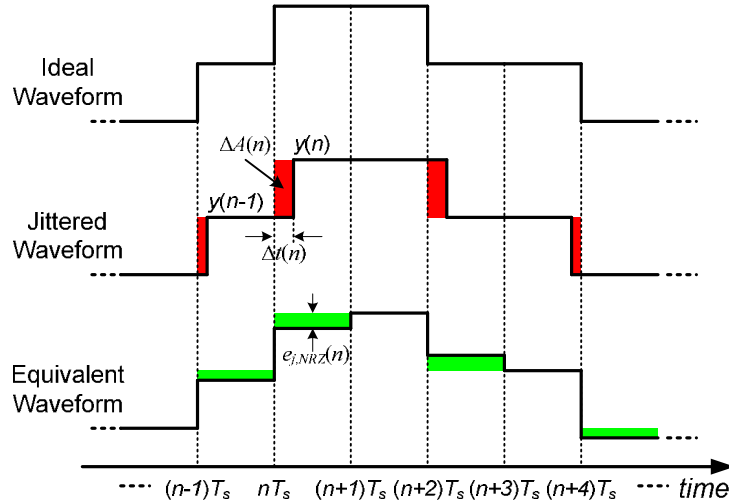 Ideal
Waveform
ΔA(n)
y(n)
y(n-1)
Jittered
Waveform
Δt(n)
e_{j,NRZ}(n)
Equivalent
Waveform
(n-1)T_s nT_s (n+1)T_s (n+2)T_s (n+3)T_s (n+4)T_s time